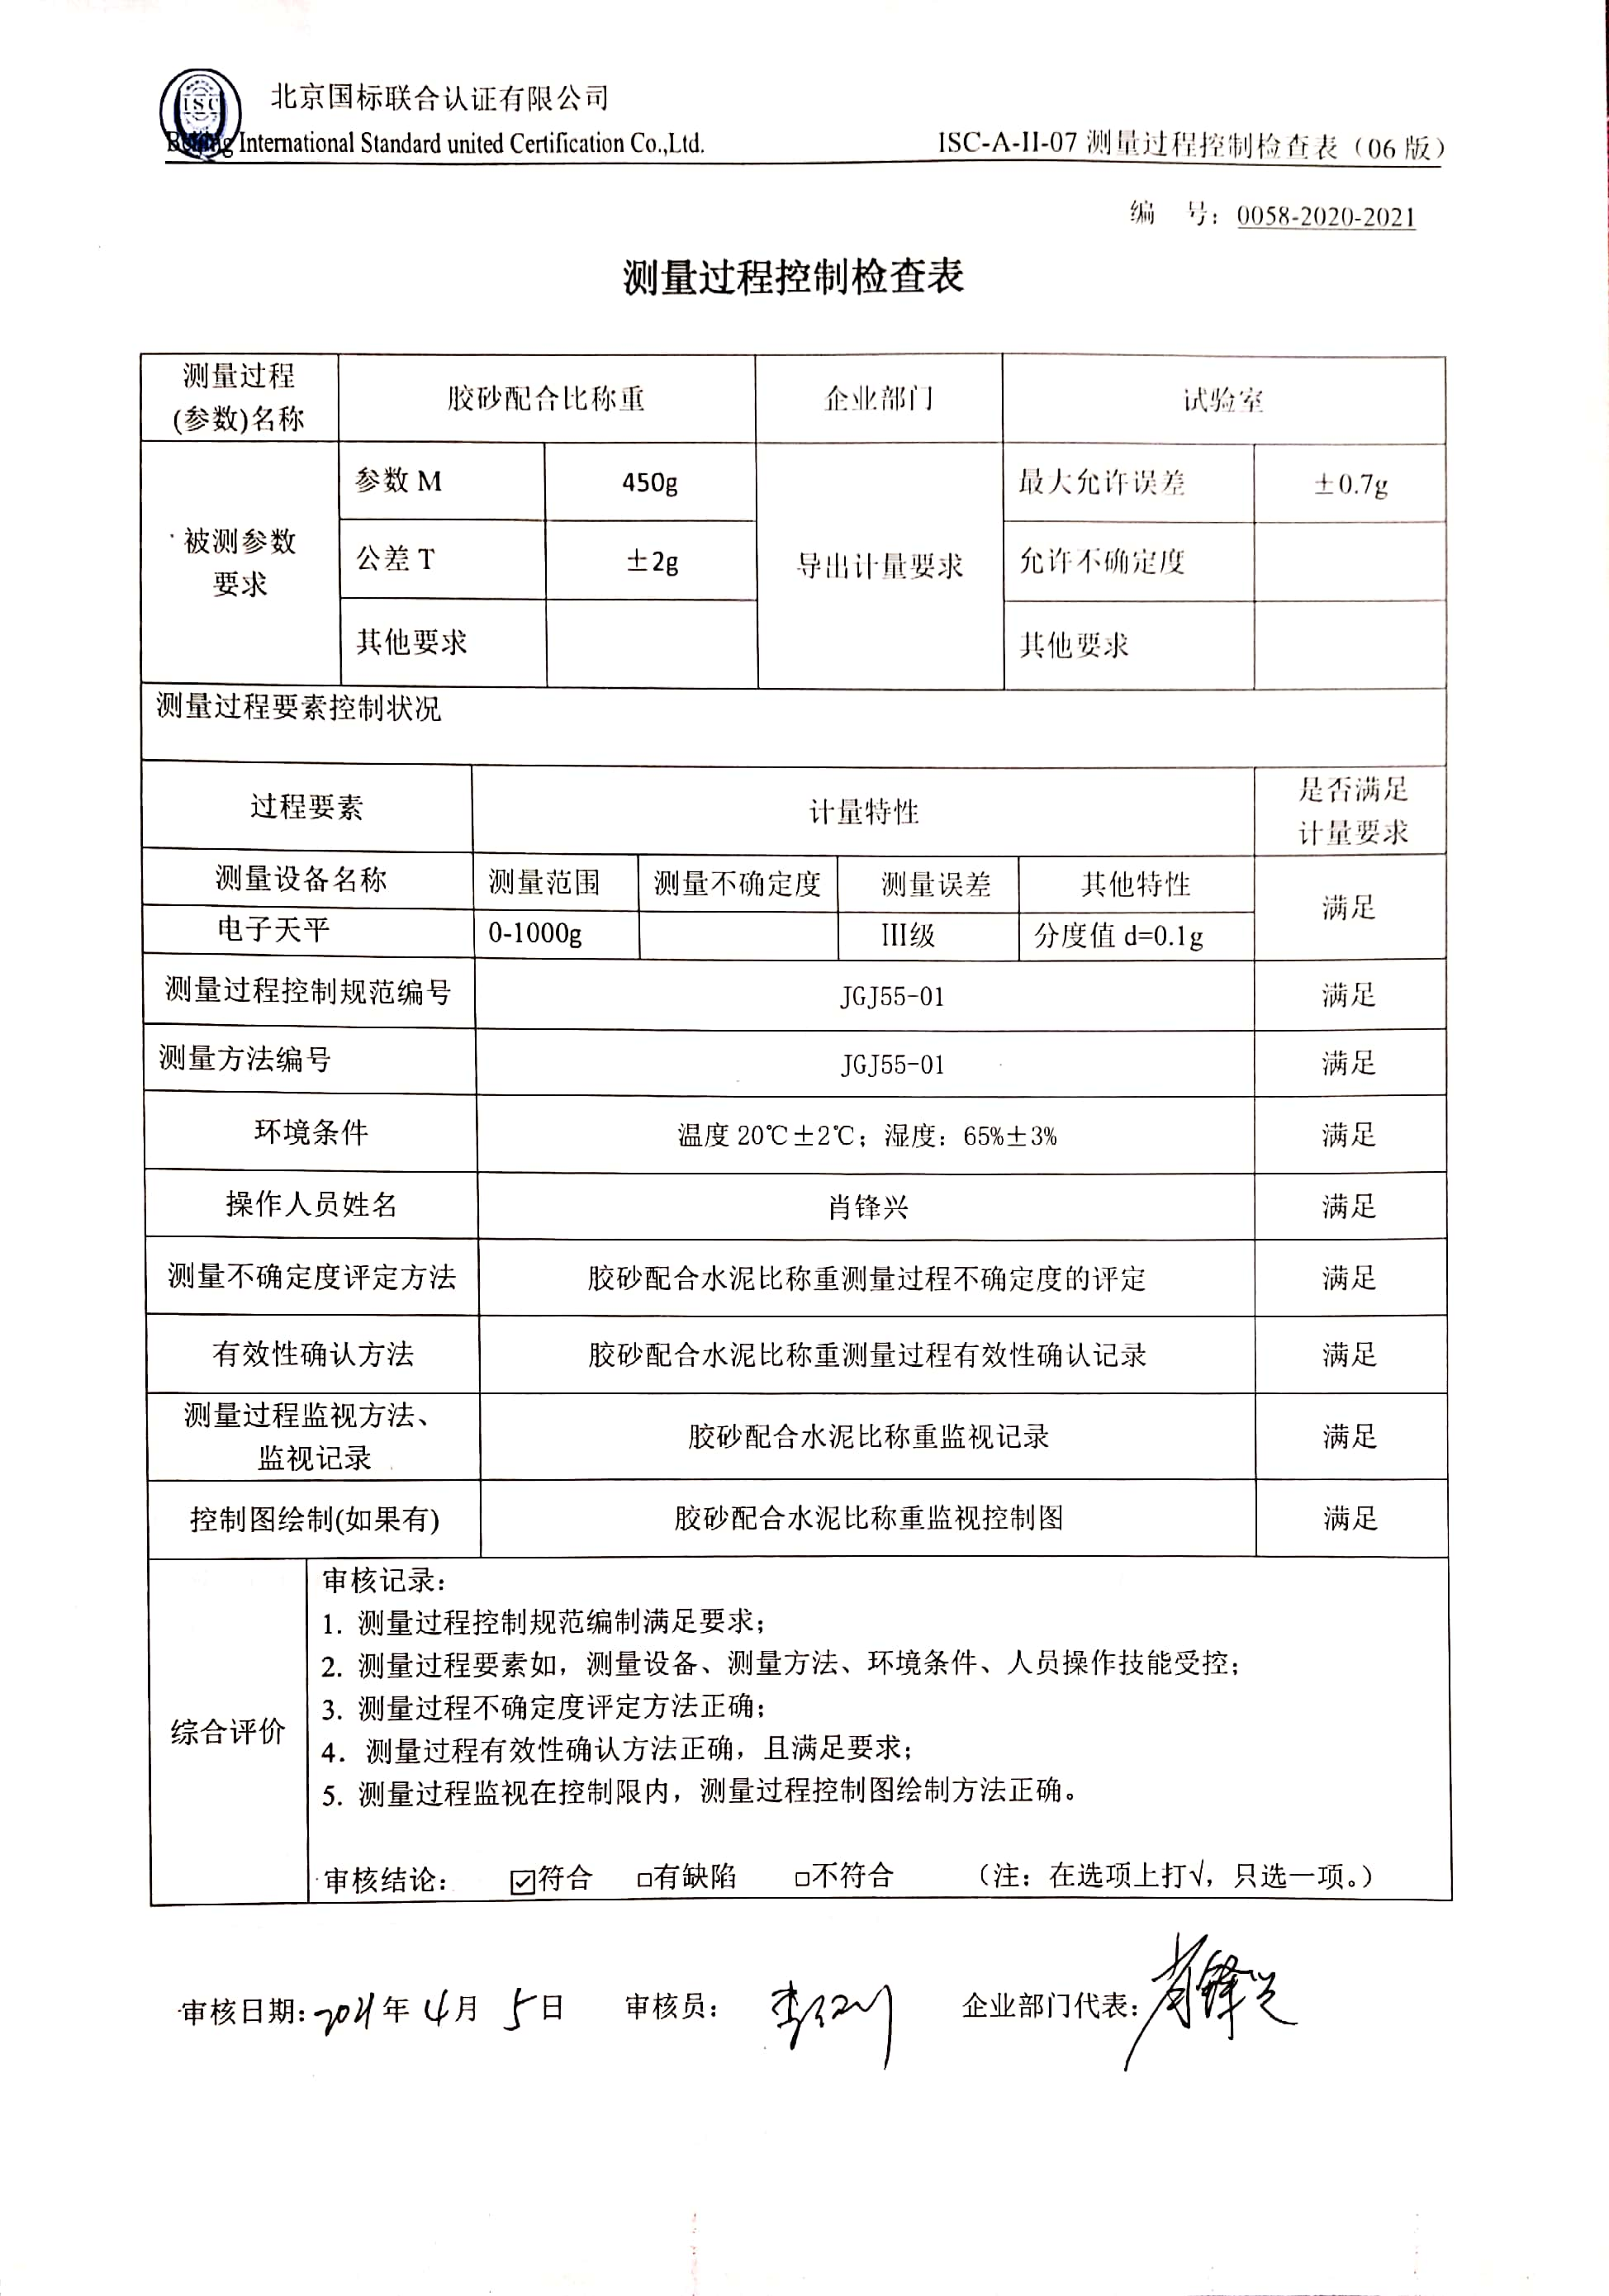 北京国标联合认证有限公司
Beijing International Standard united Certification Co.,Ltd.
ISC-A-II-07 测量过程控制检查表（06 版）
编 号：0058-2020-2021
测量过程控制检查表
测量过程
(参数)名称
胶砂配合比称重
企业部门
试验室
被测参数
要求
参数 M
450g
导出计量要求
最大允许误差
±0.7g
公差 T
±2g
允许不确定度
其他要求
其他要求
测量过程要素控制状况
过程要素
计量特性
是否满足
计量要求
测量设备名称
测量范围
测量不确定度
测量误差
其他特性
满足
电子天平
0-1000g
III级
分度值 d=0.1g
测量过程控制规范编号
JGJ55-01
满足
测量方法编号
JGJ55-01
满足
环境条件
温度 20℃±2℃；湿度：65%±3%
满足
操作人员姓名
肖锋兴
满足
测量不确定度评定方法
胶砂配合水泥比称重测量过程不确定度的评定
满足
有效性确认方法
胶砂配合水泥比称重测量过程有效性确认记录
满足
测量过程监视方法、
监视记录
胶砂配合水泥比称重监视记录
满足
控制图绘制(如果有)
胶砂配合水泥比称重监视控制图
满足
综合评价
审核记录：
1. 测量过程控制规范编制满足要求；
2. 测量过程要素如，测量设备、测量方法、环境条件、人员操作技能受控；
3. 测量过程不确定度评定方法正确；
4. 测量过程有效性确认方法正确，且满足要求；
5. 测量过程监视在控制限内，测量过程控制图绘制方法正确。
审核结论： ☑符合 □有缺陷 □不符合 （注：在选项上打√，只选一项。）
审核日期：2021年 4月 5日 审核员： 企业部门代表：肖锋兴